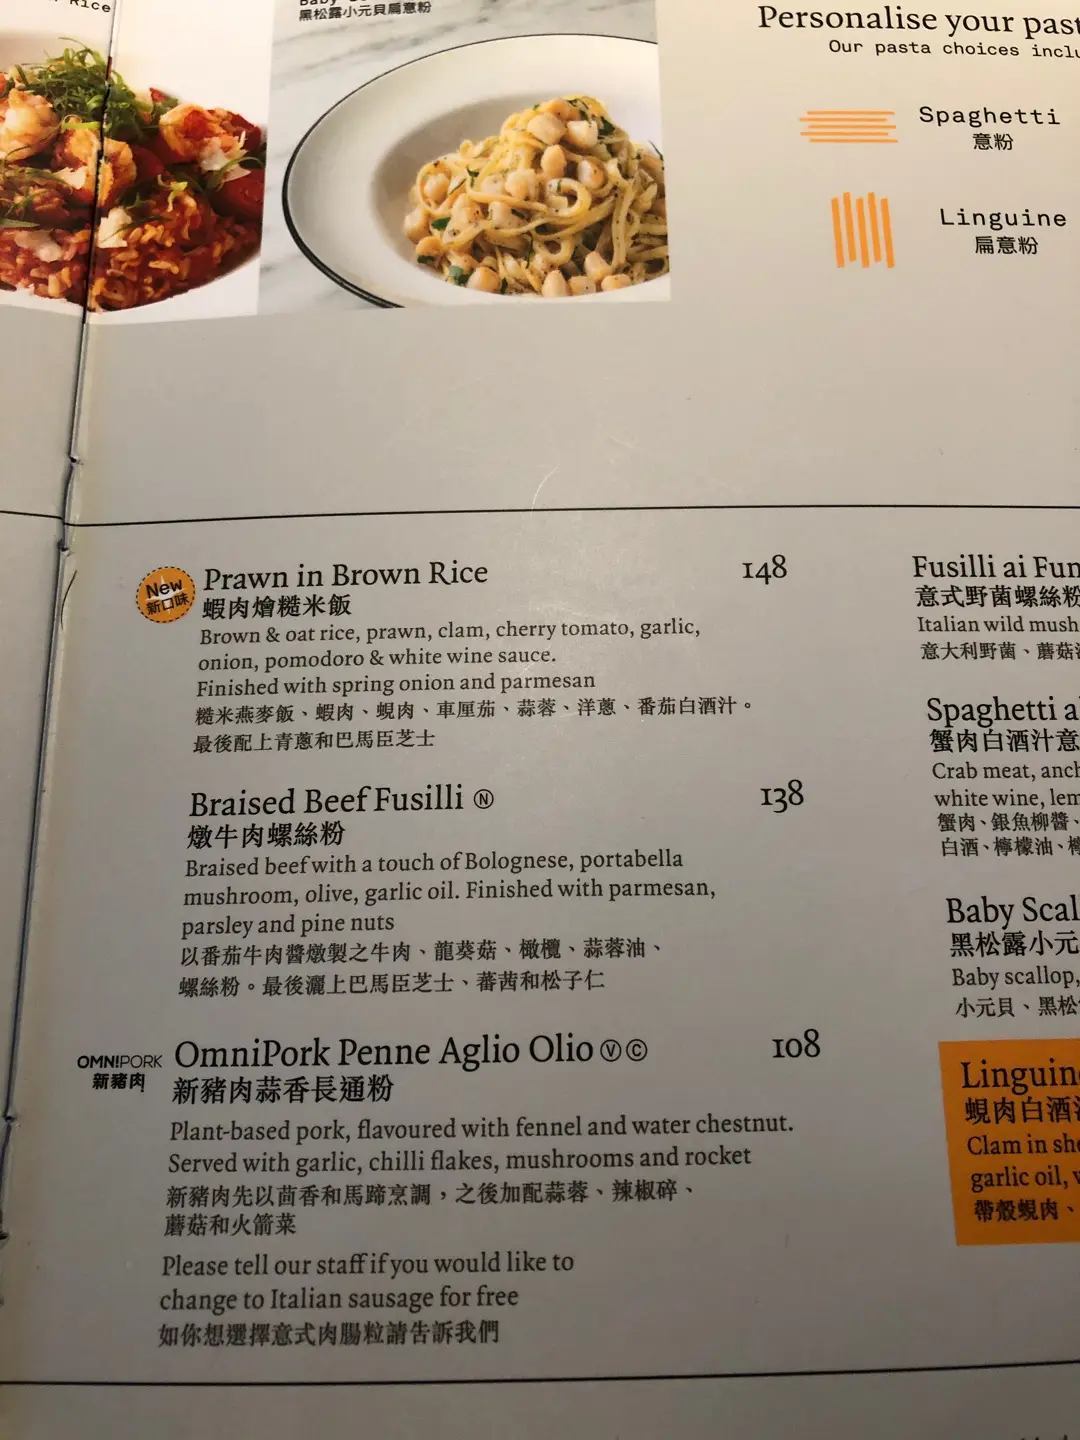 Rice
黑松露小元貝扁意粉
Personalise your
Our pasta choices
Spaghetti
意粉
Linguine
扁意粉
New
新口味
Prawn in Brown Rice
148
蝦肉燴糙米飯
Brown & oat rice, prawn, clam, cherry tomato, garlic,
onion, pomodoro & white wine sauce.
Finished with spring onion and parmesan
糙米燕麥飯、蝦肉、蜆肉、車厘茄、蒜蓉、洋蔥、番茄白酒汁。
最後配上青蔥和巴馬臣芝士
Braised Beef Fusilli Ⓝ
138
燉牛肉螺絲粉
Braised beef with a touch of Bolognese, portabella
mushroom, olive, garlic oil. Finished with parmesan,
parsley and pine nuts
以番茄牛肉醬燉製之牛肉、龍葵菇、橄欖、蒜蓉油、
螺絲粉。最後灑上巴馬臣芝士、蕃茜和松子仁
OMN!PORK
新豬肉
OmniPork Penne Aglio Olio Ⓥ Ⓒ
108
新豬肉蒜香長通粉
Plant-based pork, flavoured with fennel and water chestnut.
Served with garlic, chilli flakes, mushrooms and rocket
新豬肉先以茴香和馬蹄烹調，之後加配蒜蓉、辣椒碎、
蘑菇和火箭菜
Please tell our staff if you would like to
change to Italian sausage for free
如你想選擇意式肉腸粒請告訴我們
Fusilli ai
意式野菌螺絲粉
Italian wild
意大利野菌、蘑菇
Spaghetti
蟹肉白酒汁意
Crab meat,
white wine,
蟹肉、銀魚柳醬、
白酒、檸檬油、
Baby
黑松露小元
Baby scallop,
小元貝、黑松
Linguine
蜆肉白酒
Clam in
garlic oil,
帶殼蜆肉、